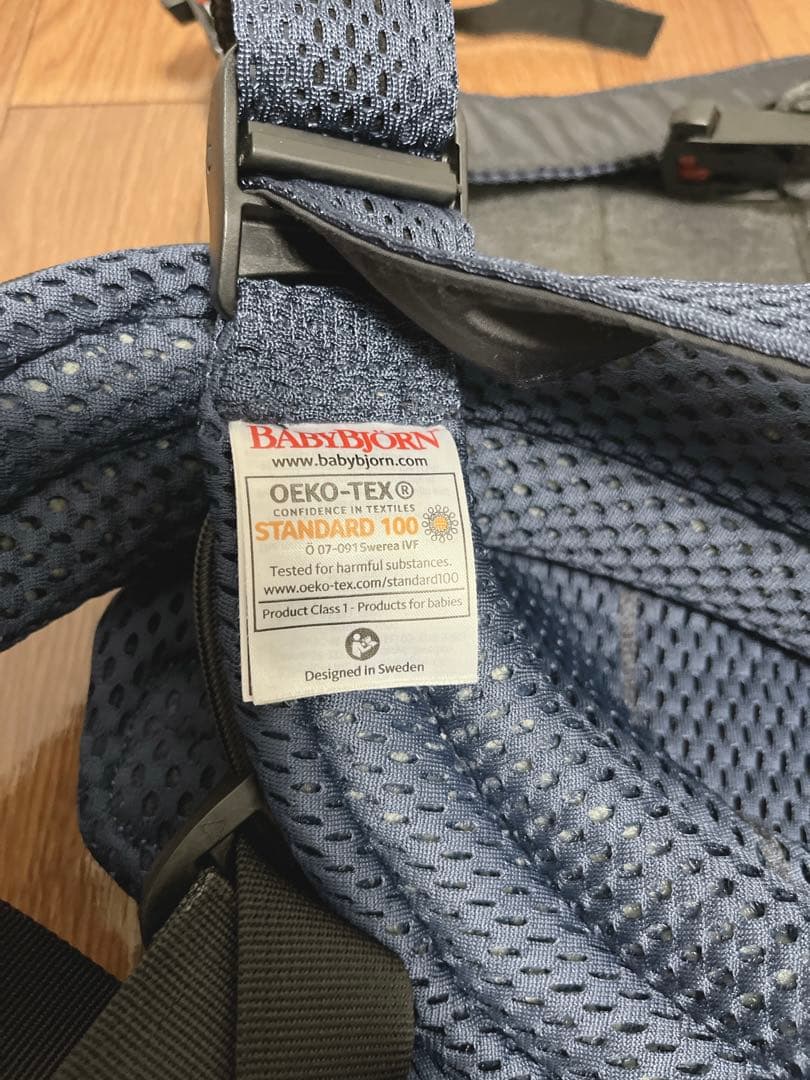 BABYBJÖRN
www.babybjorn.com
OEKO-TEX®
CONFIDENCE IN TEXTILES
STANDARD 100
Ö 07-091 Swerea IVF
Tested for harmful substances.
www.oeko-tex.com/standard100
Product Class 1 - Products for babies
Designed in Sweden